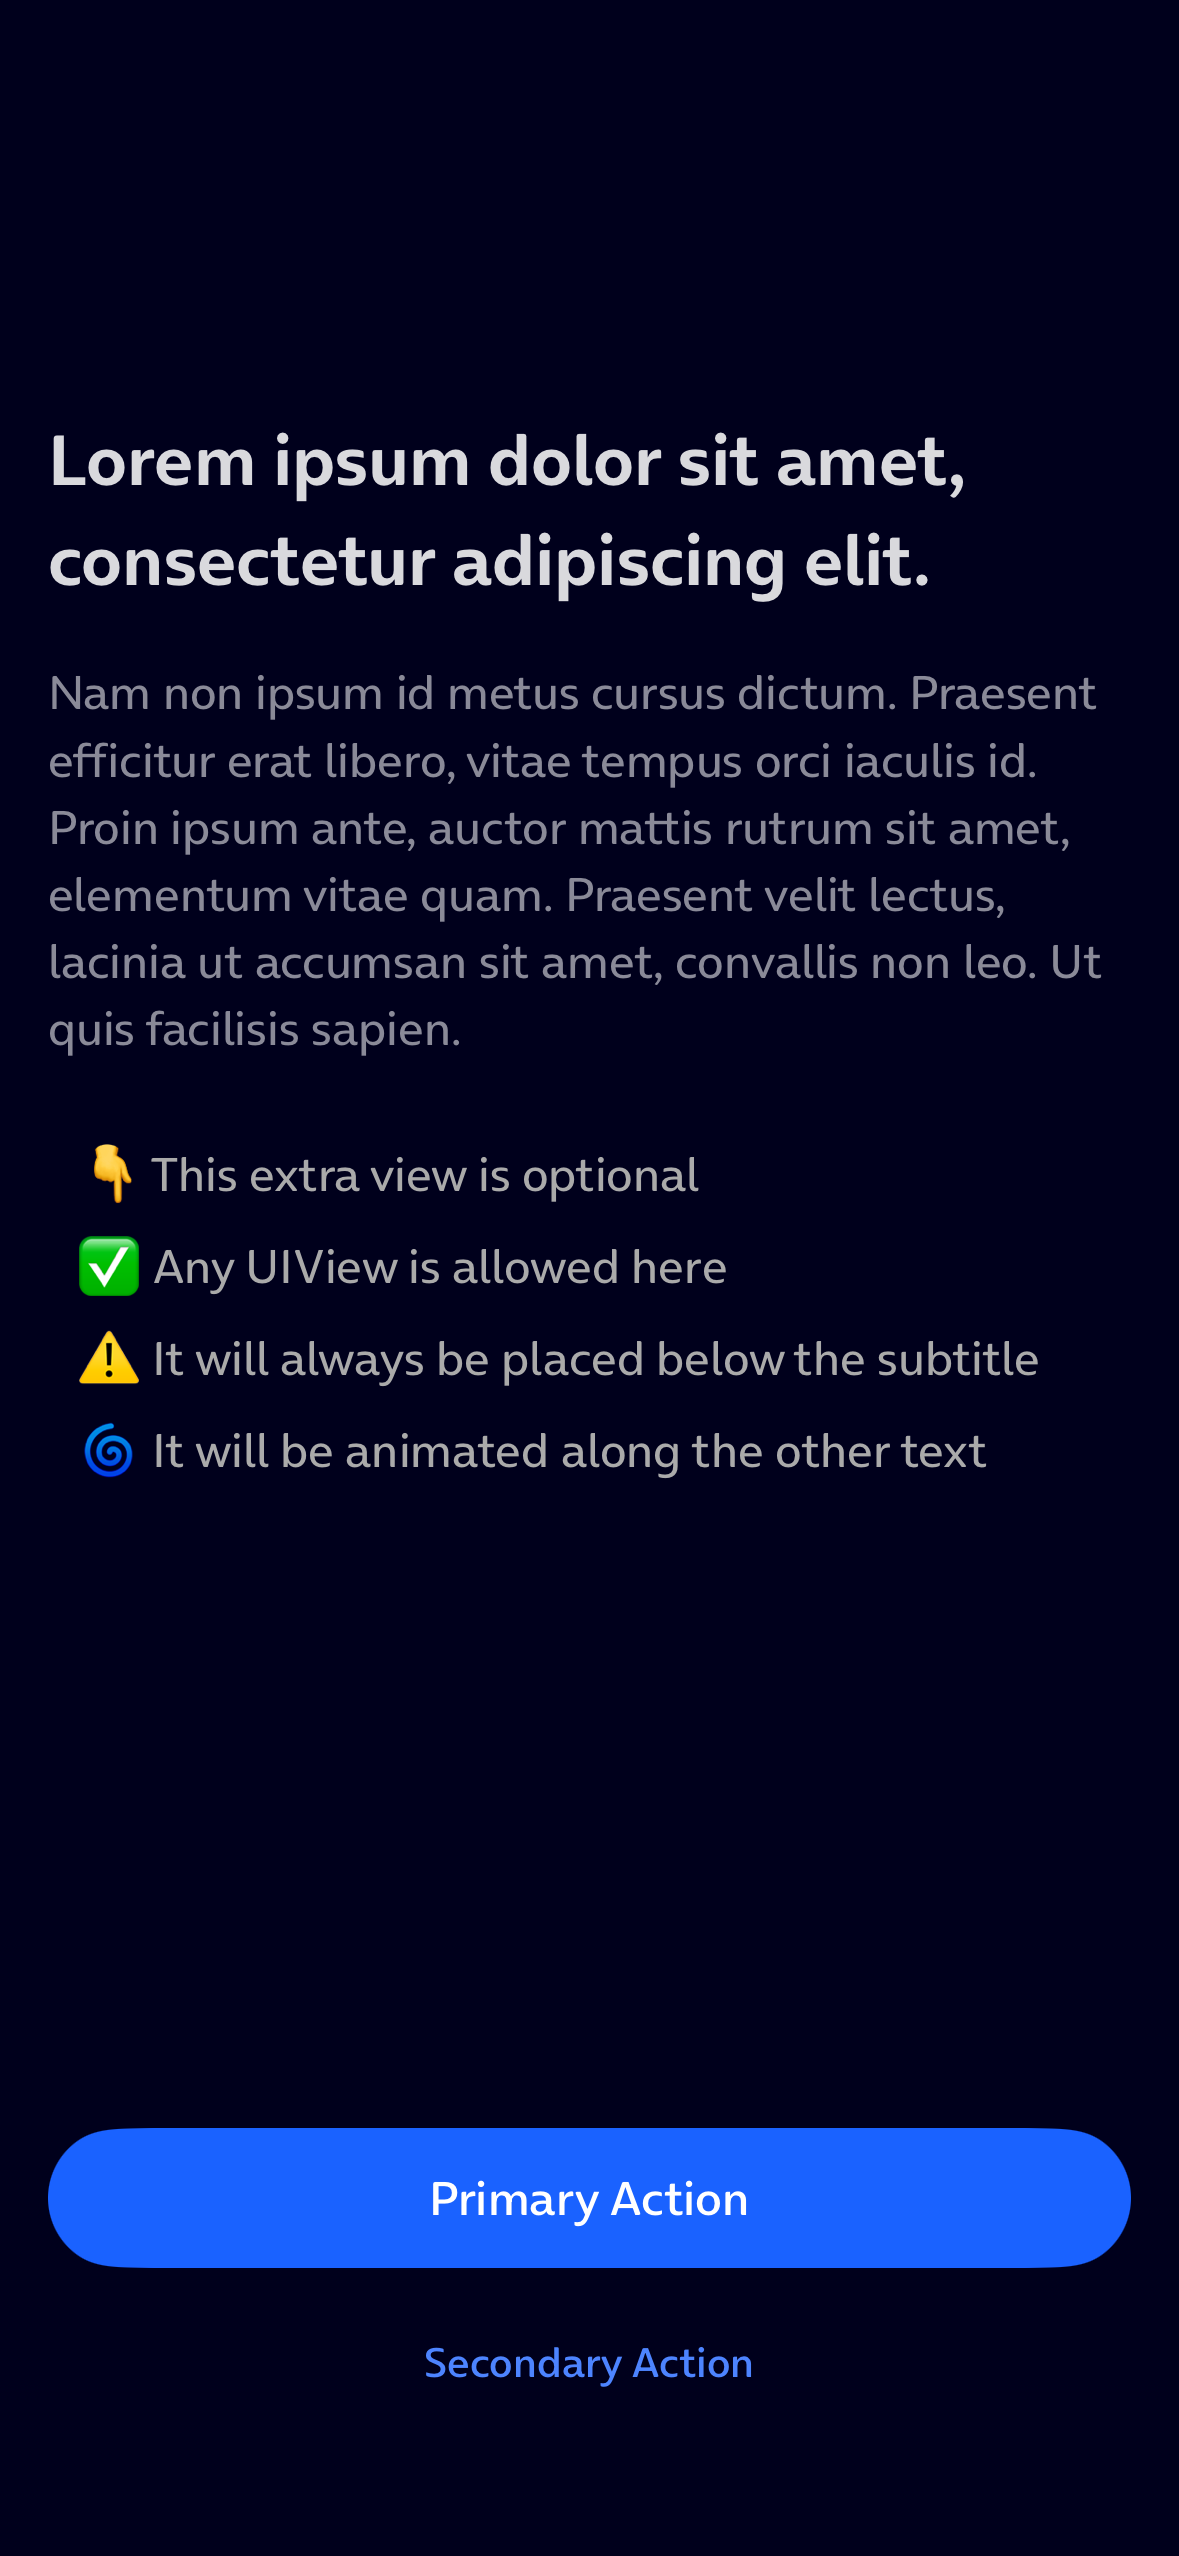 Lorem ipsum dolor sit amet,
consectetur adipiscing elit.
Nam non ipsum id metus cursus dictum. Praesent
efficitur erat libero, vitae tempus orci iaculis id.
Proin ipsum ante, auctor mattis rutrum sit amet,
elementum vitae quam. Praesent velit lectus,
lacinia ut accumsan sit amet, convallis non leo. Ut
quis facilisis sapien.
👇 This extra view is optional
✅ Any UIView is allowed here
⚠️ It will always be placed below the subtitle
🌀 It will be animated along the other text
Primary Action
Secondary Action